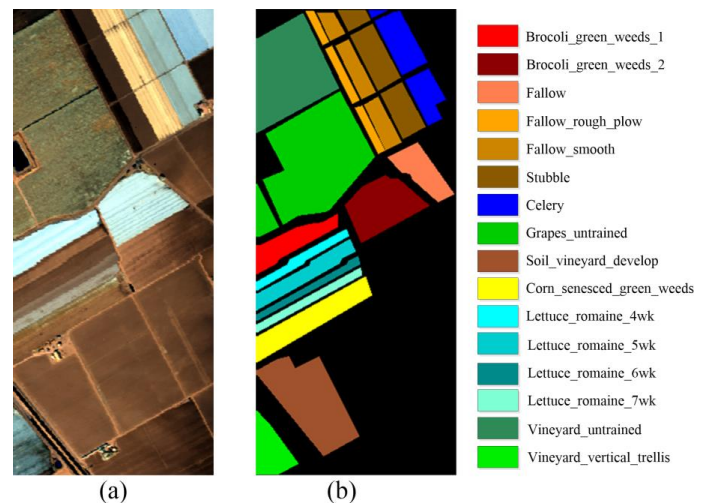 Brocoli_green_weeds_1
Brocoli_green_weeds_2
Fallow
Fallow_rough_plow
Fallow_smooth
Stubble
Celery
Grapes_untrained
Soil_vineyard_develop
Corn_senesced_green_weeds
Lettuce_romaine_4wk
Lettuce_romaine_5wk
Lettuce_romaine_6wk
Lettuce_romaine_7wk
Vineyard_untrained
Vineyard_vertical_trellis
(a)
(b)